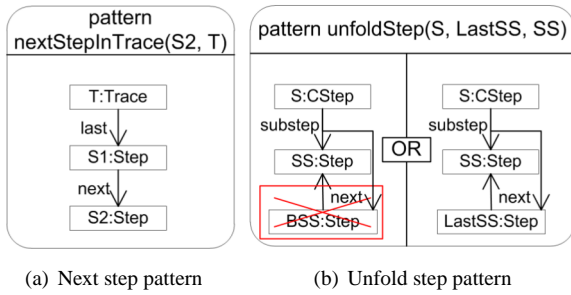 pattern
nextStepInTrace(S2, T)
T:Trace
last
S1:Step
next
S2:Step
(a) Next step pattern
pattern unfoldStep(S, LastSS, SS)
S:CStep
substep
SS:Step
next
BSS:Step
OR
S:CStep
substep
SS:Step
next
LastSS:Step
(b) Unfold step pattern